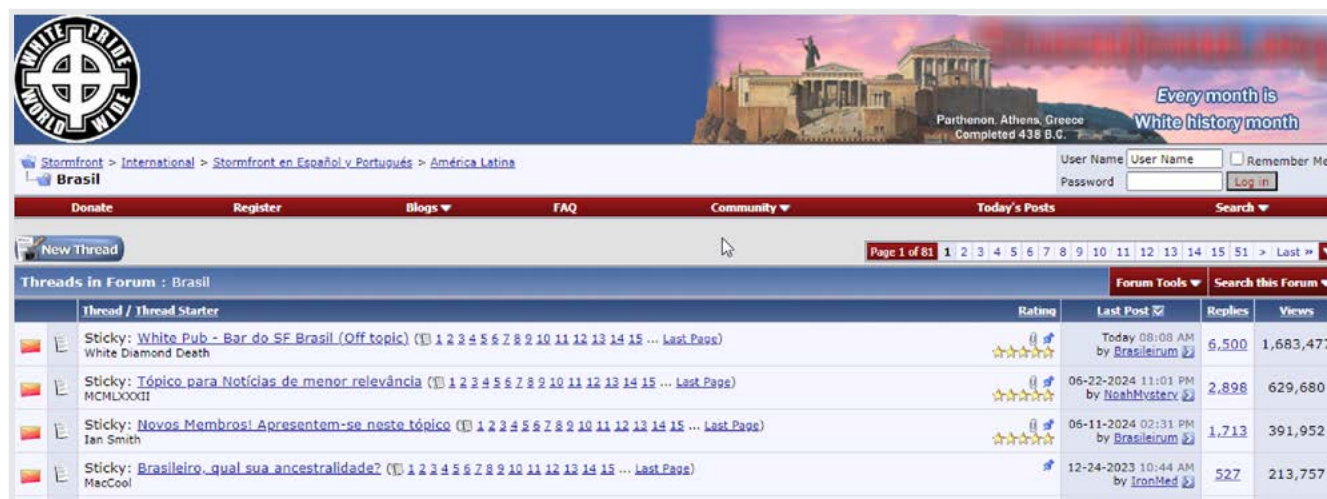 WHITE PRIDE WORLD WIDE
Every month is
White history month
Parthenon, Athens, Greece
Completed 438 B.C.
Stormfront > International > Stormfront en Español y Portugués > América Latina
Brasil
User Name User Name Remember Me
Password Log in
Donate Register Blogs FAQ Community Today's Posts Search
New Thread
Page 1 of 81 1 2 3 4 5 6 7 8 9 10 11 12 13 14 15 51 > Last »
Threads in Forum : Brasil Forum Tools Search this Forum
Thread / Thread Starter Rating Last Post Replies Views
Sticky: White Pub - Bar do SF Brasil (Off topic) ( 1 2 3 4 5 6 7 8 9 10 11 12 13 14 15 ... Last Page) Today 08:08 AM 6,500 1,683,477
White Diamond Death by Brasileirum
Sticky: Tópico para Notícias de menor relevância ( 1 2 3 4 5 6 7 8 9 10 11 12 13 14 15 ... Last Page) 06-22-2024 11:01 PM 2,898 629,680
MCMLXXXII by NoahMystery
Sticky: Novos Membros! Apresentem-se neste tópico ( 1 2 3 4 5 6 7 8 9 10 11 12 13 14 15 ... Last Page) 06-11-2024 02:31 PM 1,713 391,952
Ian Smith by Brasileirum
Sticky: Brasileiro, qual sua ancestralidade? ( 1 2 3 4 5 6 7 8 9 10 11 12 13 14 15 ... Last Page) 12-24-2023 10:44 AM 527 213,757
MacCool by IronMed